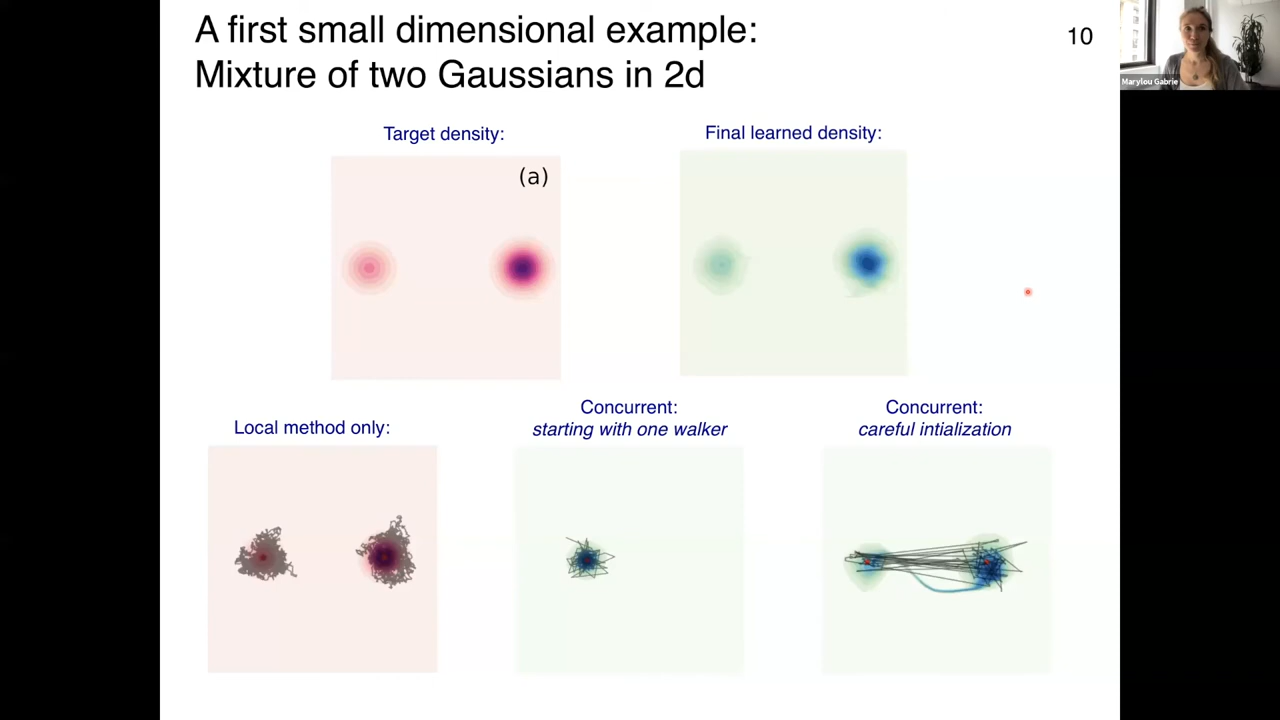 A first small dimensional example:
Mixture of two Gaussians in 2d
10
Marylou Gabrie
Target density:
Final learned density:
(a)
Local method only:
Concurrent:
starting with one walker
Concurrent:
careful intialization